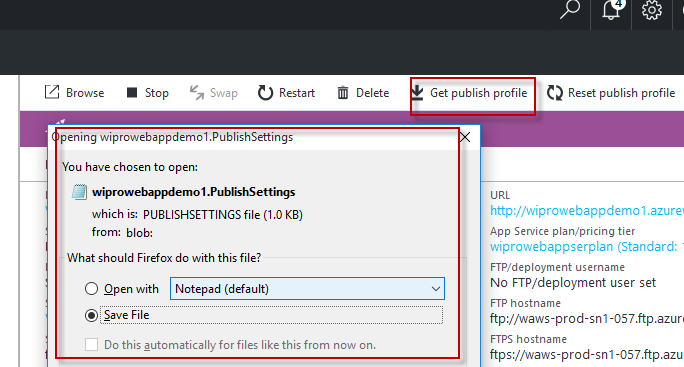 4
Browse Stop Swap Restart Delete Get publish profile Reset publish profile
Opening wiprowebappdemo1.PublishSettings
You have chosen to open:
wiprowebappdemo1.PublishSettings
which is: PUBLISHSETTINGS file (1.0 KB)
from: blob:
What should Firefox do with this file?
Open with Notepad (default)
Save File
Do this automatically for files like this from now on.
URL
http://wiprowebappdemo1.azurew
App Service plan/pricing tier
wiprowebappserplan (Standard: 1
FTP/deployment username
No FTP/deployment user set
FTP hostname
ftp://waws-prod-sn1-057.ftp.azure
FTPS hostname
ftps://waws-prod-sn1-057.ftp.azur